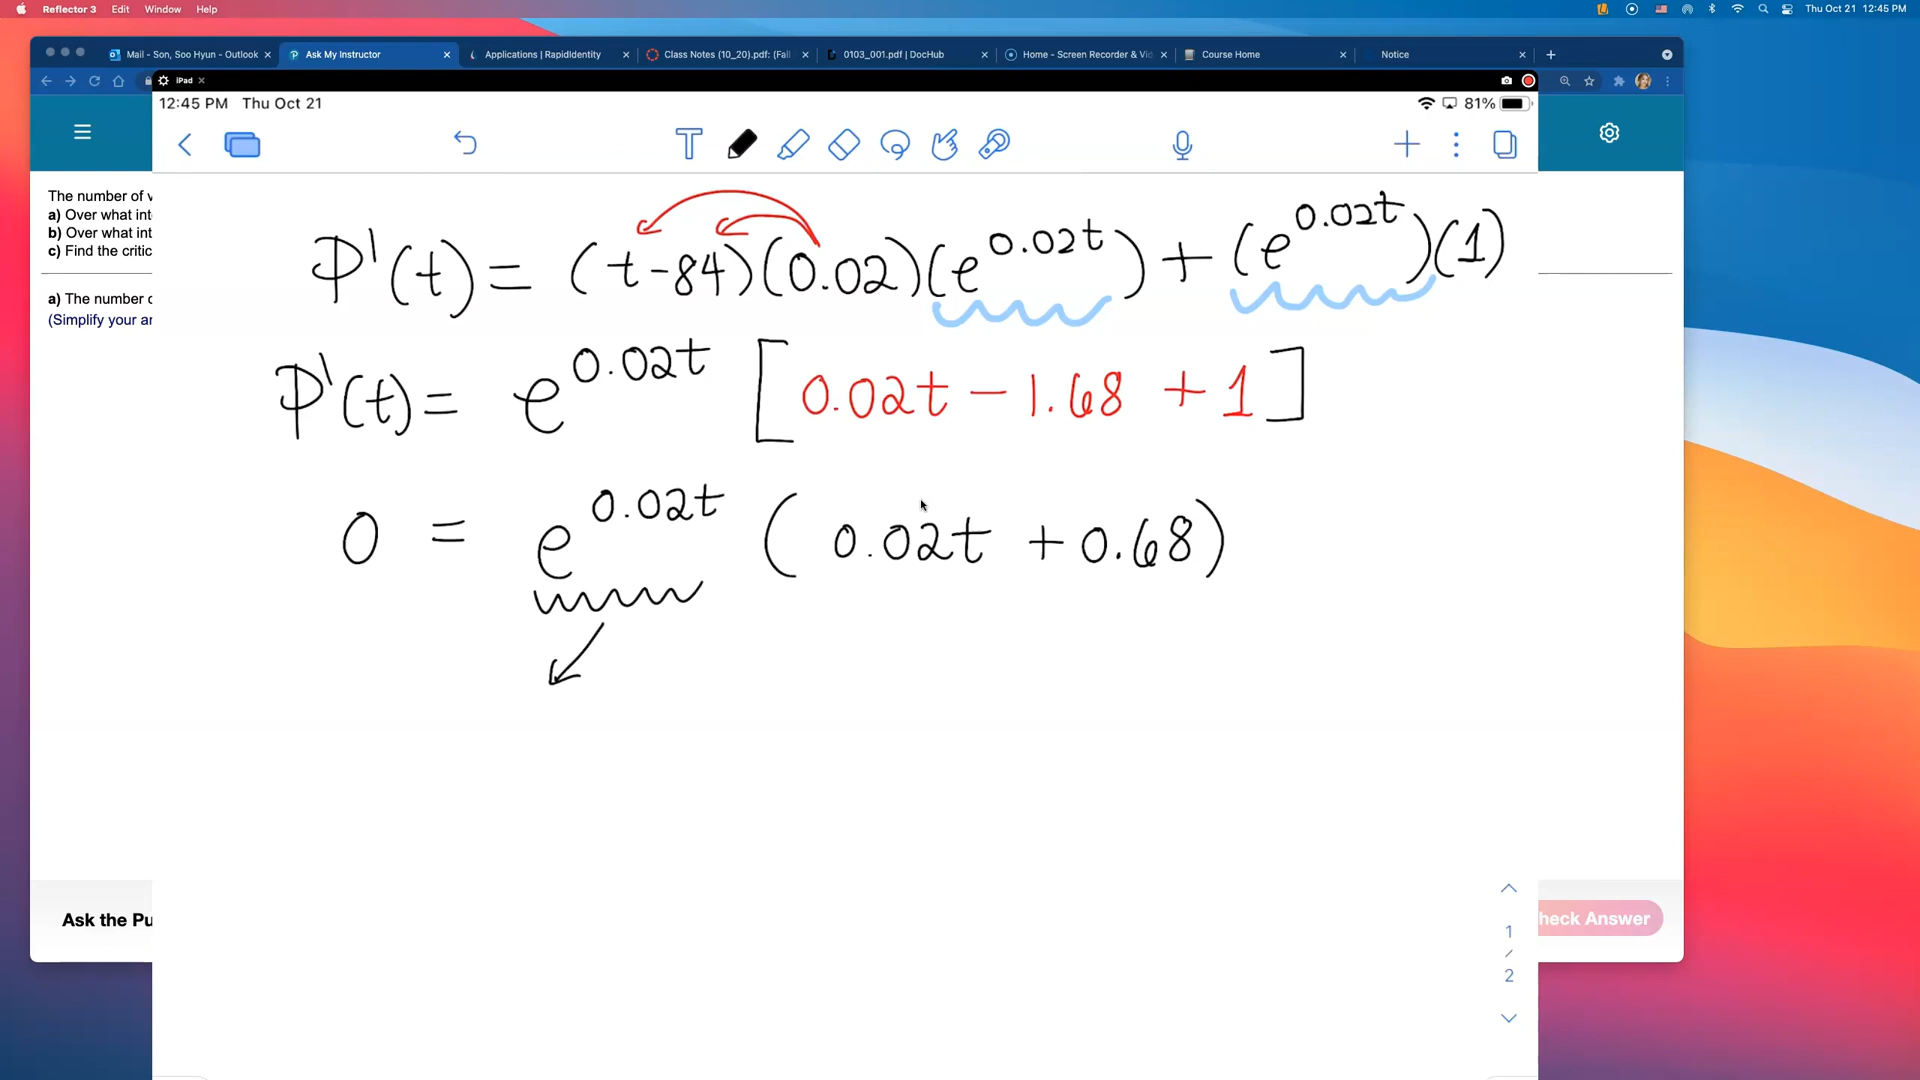 Reflector 3 Edit Window Help Thu Oct 21 12:45 PM
Mail - Son, Soo Hyun - Outlook Ask My Instructor Applications | RapidIdentity Class Notes (10_20).pdf: (Fall 0103_001.pdf | DocHub Home - Screen Recorder & Vid Course Home Notice
iPad
12:45 PM Thu Oct 21 81%
The number of
a) Over what int
b) Over what int
c) Find the critic
a) The number
(Simplify your an
P'(t) = (t-84)(0.02)(e^0.02t) + (e^0.02t)(1)
P'(t) = e^0.02t [0.02t - 1.68 + 1]
0 = e^0.02t (0.02t + 0.68)
1
/
2
Ask the Pu
heck Answer